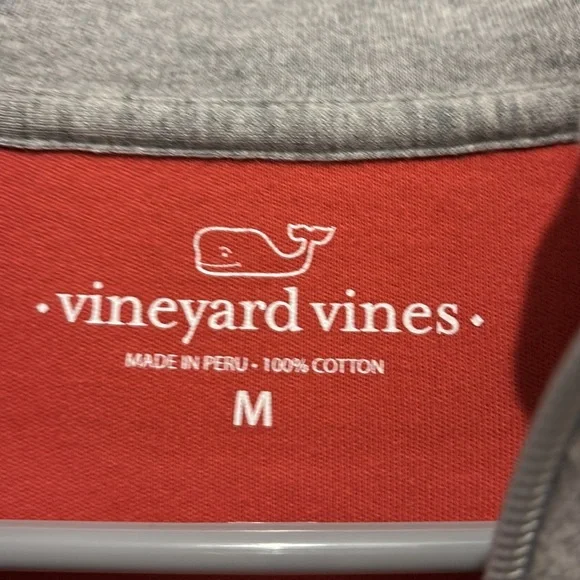 • vineyard vines •
MADE IN PERU - 100% COTTON
M